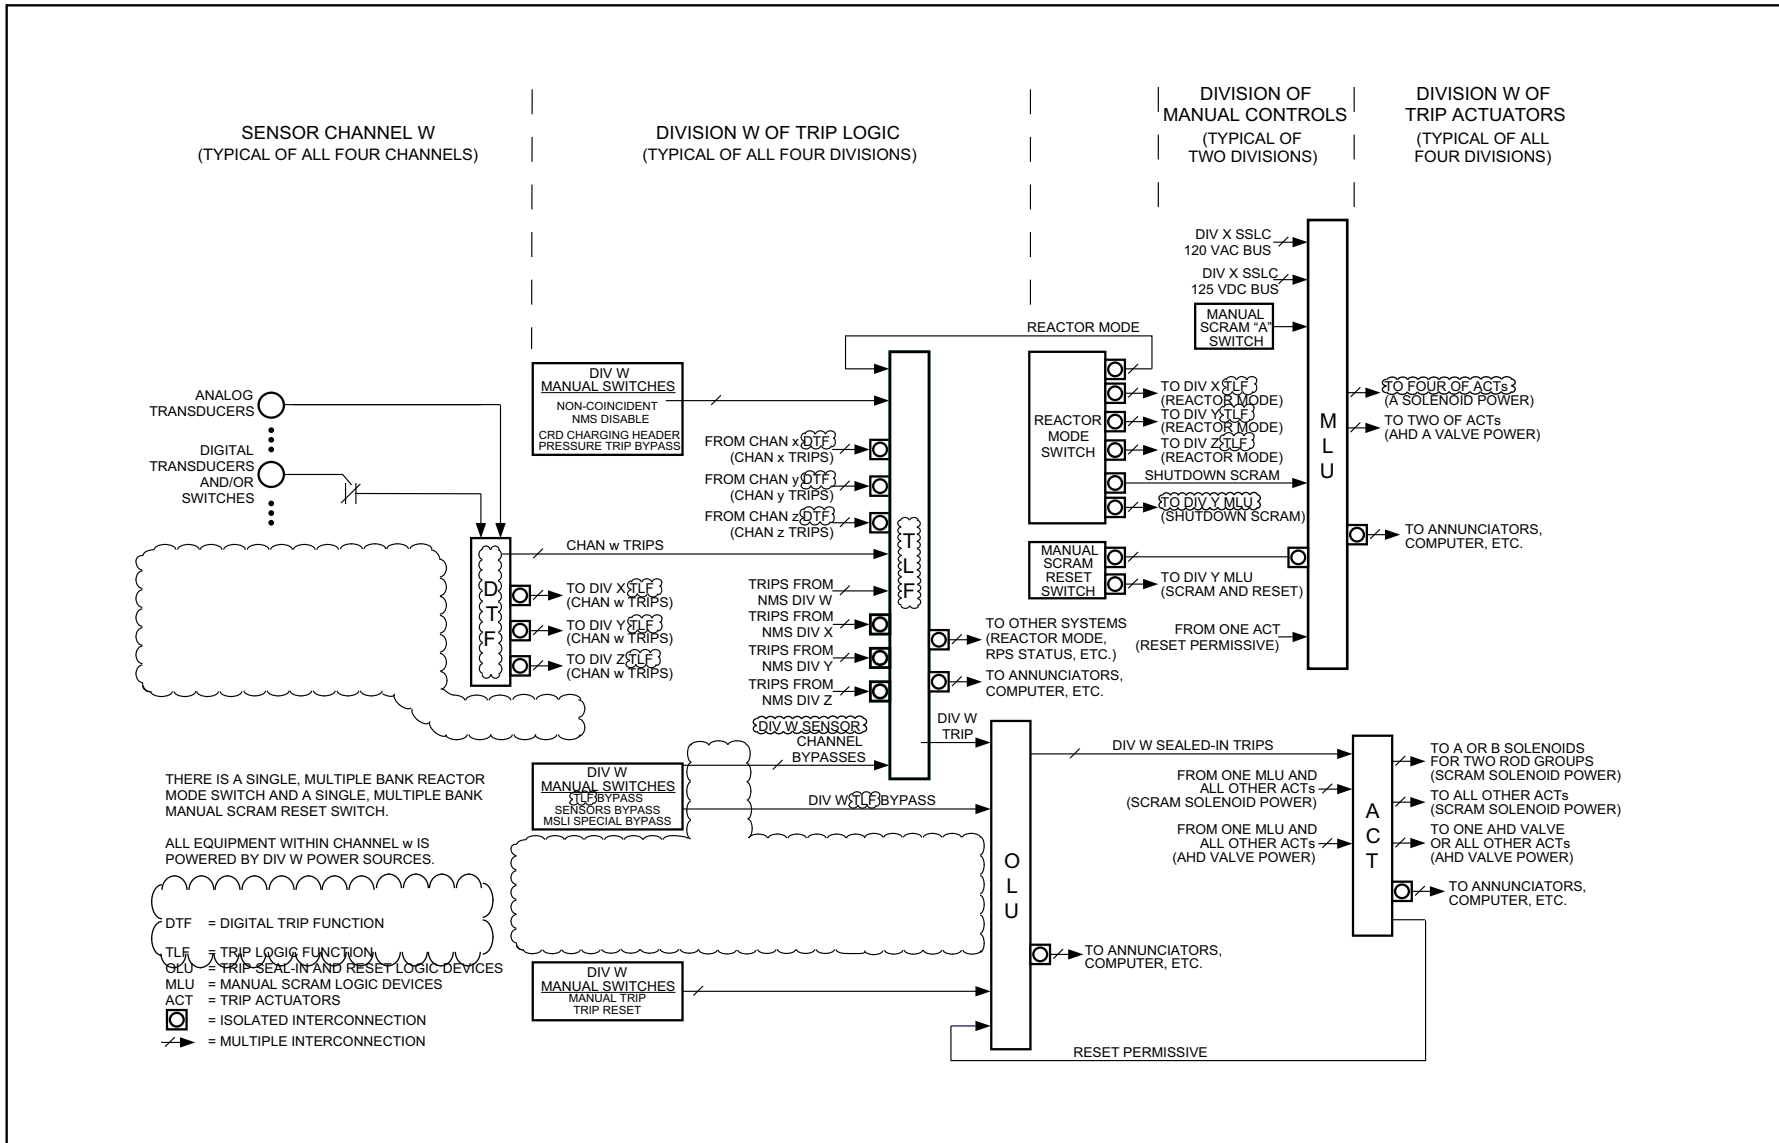 SENSOR CHANNEL W
(TYPICAL OF ALL FOUR CHANNELS)
DIVISION W OF TRIP LOGIC
(TYPICAL OF ALL FOUR DIVISIONS)
DIVISION OF
MANUAL CONTROLS
(TYPICAL OF
TWO DIVISIONS)
DIVISION W OF
TRIP ACTUATORS
(TYPICAL OF ALL
FOUR DIVISIONS)
ANALOG
TRANSDUCERS
DIGITAL
TRANSDUCERS
AND/OR
SWITCHES
DTF
CHAN w TRIPS
TO DIV X TLF
(CHAN w TRIPS)
TO DIV Y TLF
(CHAN w TRIPS)
TO DIV Z TLF
(CHAN w TRIPS)
DIV W
MANUAL SWITCHES
NON-COINCIDENT
NMS DISABLE
CRD CHARGING HEADER
PRESSURE TRIP BYPASS
FROM CHAN x DTF
(CHAN x TRIPS)
FROM CHAN y DTF
(CHAN y TRIPS)
FROM CHAN z DTF
(CHAN z TRIPS)
TRIPS FROM
NMS DIV W
TRIPS FROM
NMS DIV X
TRIPS FROM
NMS DIV Y
TRIPS FROM
NMS DIV Z
DIV W SENSOR
CHANNEL
BYPASSES
TLF
REACTOR MODE
TO OTHER SYSTEMS
(REACTOR MODE,
RPS STATUS, ETC.)
TO ANNUNCIATORS,
COMPUTER, ETC.
DIV W
TRIP
DIV W
MANUAL SWITCHES
TLF BYPASS
SENSORS BYPASS
MSLI SPECIAL BYPASS
DIV W TLF BYPASS
DIV W
MANUAL SWITCHES
MANUAL TRIP
TRIP RESET
OLU
TO ANNUNCIATORS,
COMPUTER, ETC.
RESET PERMISSIVE
DIV W SEALED-IN TRIPS
REACTOR
MODE
SWITCH
TO DIV X TLF
(REACTOR MODE)
TO DIV Y TLF
(REACTOR MODE)
TO DIV Z TLF
(REACTOR MODE)
SHUTDOWN SCRAM
TO DIV Y MLU
(SHUTDOWN SCRAM)
MANUAL
SCRAM
RESET
SWITCH
TO DIV Y MLU
(SCRAM AND RESET)
FROM ONE ACT
(RESET PERMISSIVE)
DIV X SSLC
120 VAC BUS
DIV X SSLC
125 VDC BUS
MANUAL
SCRAM “A”
SWITCH
MLU
TO FOUR OF ACTs
(A SOLENOID POWER)
TO TWO OF ACTs
(AHD A VALVE POWER)
TO ANNUNCIATORS,
COMPUTER, ETC.
FROM ONE MLU AND
ALL OTHER ACTs
(SCRAM SOLENOID POWER)
FROM ONE MLU AND
ALL OTHER ACTs
(AHD VALVE POWER)
ACT
TO A OR B SOLENOIDS
FOR TWO ROD GROUPS
(SCRAM SOLENOID POWER)
TO ALL OTHER ACTs
(SCRAM SOLENOID POWER)
TO ONE AHD VALVE
OR ALL OTHER ACTs
(AHD VALVE POWER)
TO ANNUNCIATORS,
COMPUTER, ETC.
THERE IS A SINGLE, MULTIPLE BANK REACTOR
MODE SWITCH AND A SINGLE, MULTIPLE BANK
MANUAL SCRAM RESET SWITCH.
ALL EQUIPMENT WITHIN CHANNEL w IS
POWERED BY DIV W POWER SOURCES.
DTF = DIGITAL TRIP FUNCTION
TLF = TRIP LOGIC FUNCTION
OLU = TRIP SEAL-IN AND RESET LOGIC DEVICES
MLU = MANUAL SCRAM LOGIC DEVICES
ACT = TRIP ACTUATORS
= ISOLATED INTERCONNECTION
= MULTIPLE INTERCONNECTION